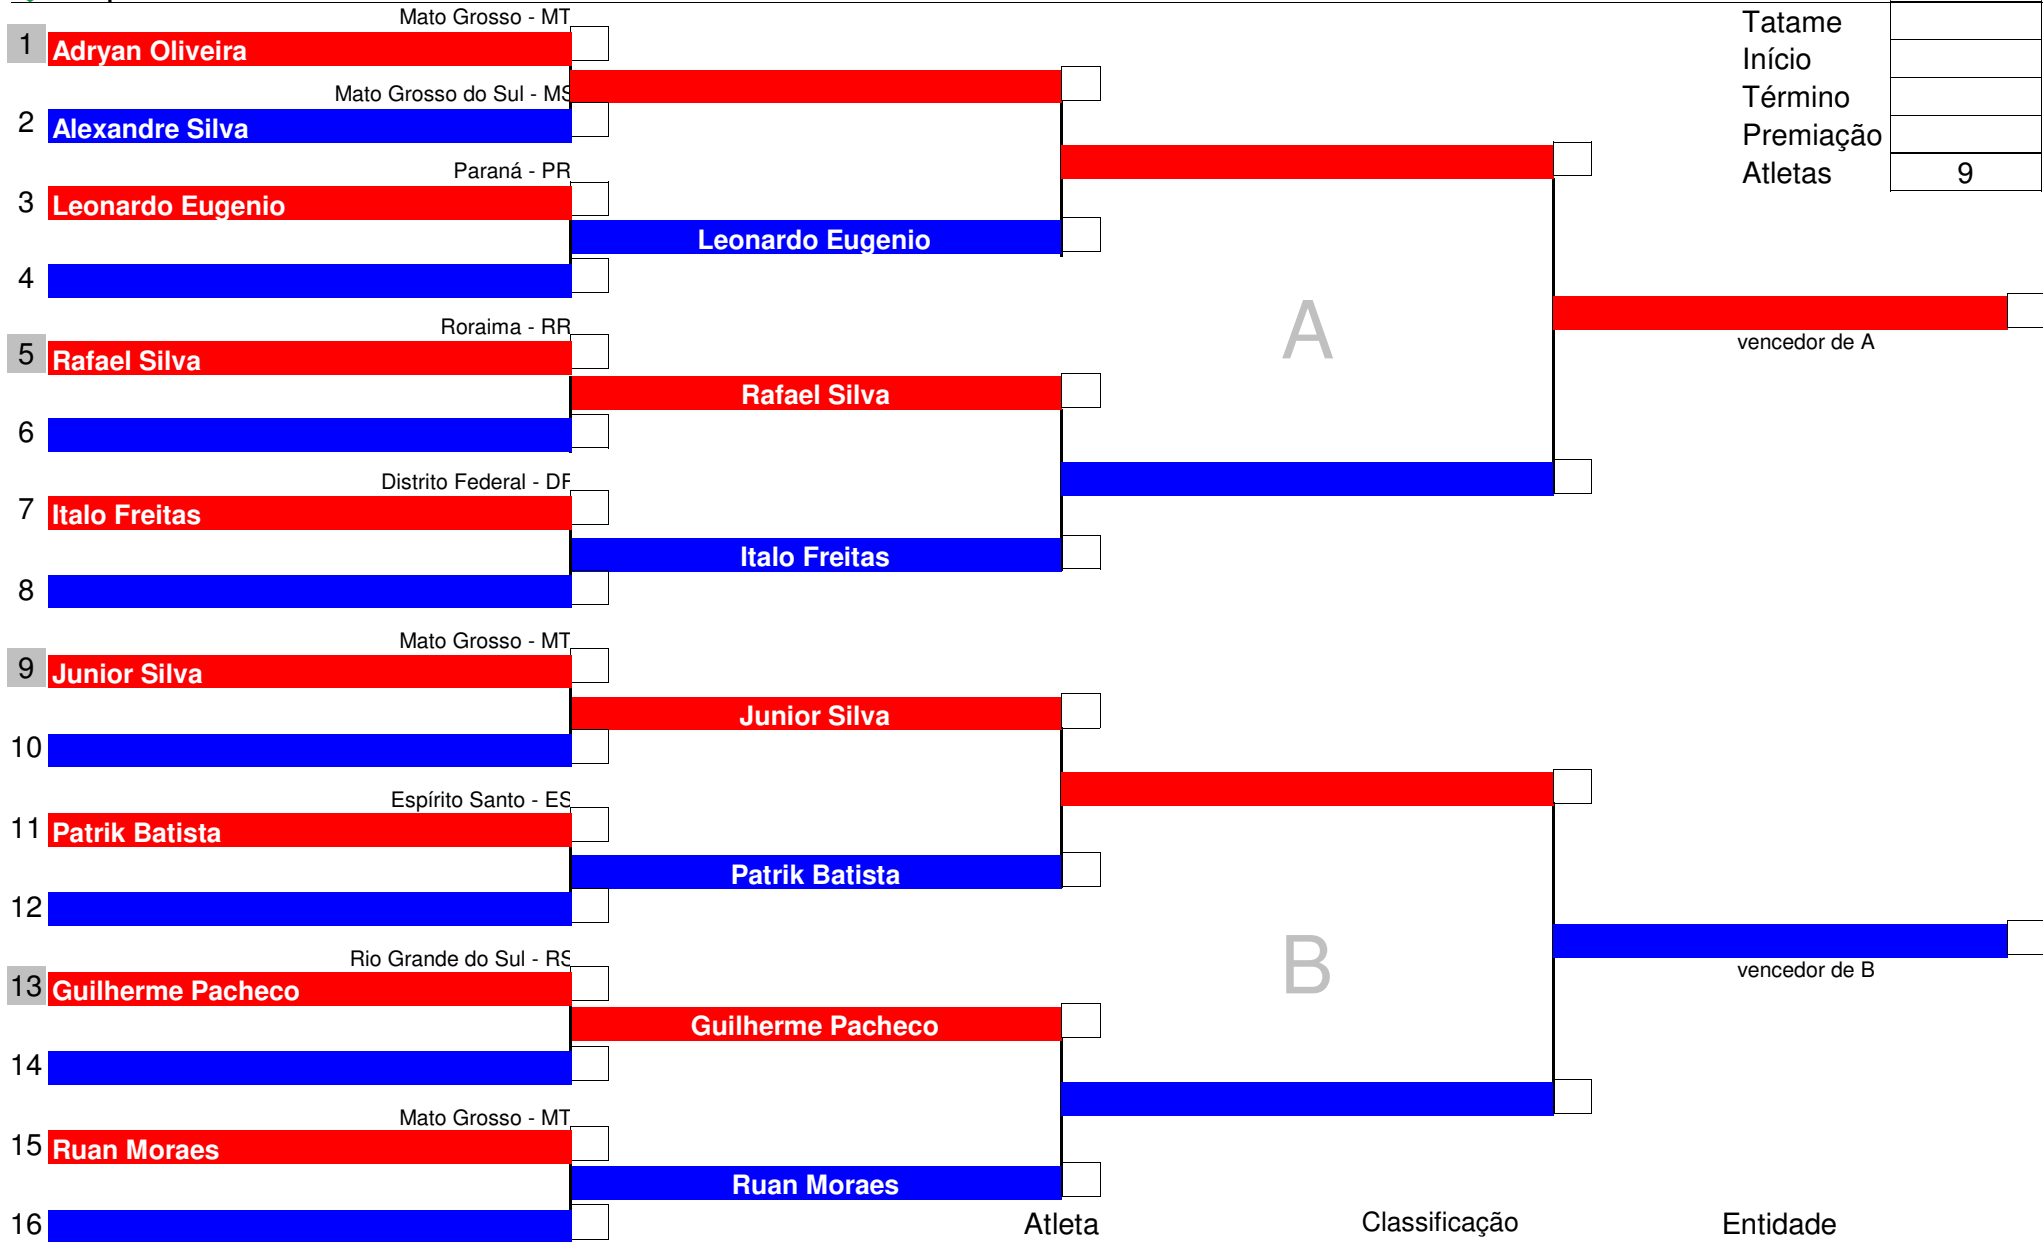 Mato Grosso - MT
1 Adryan Oliveira
Mato Grosso do Sul - MS
2 Alexandre Silva
Paraná - PR
3 Leonardo Eugenio
Leonardo Eugenio
4
Roraima - RR
5 Rafael Silva
Rafael Silva
6
Distrito Federal - DF
7 Italo Freitas
Italo Freitas
8
Mato Grosso - MT
9 Junior Silva
Junior Silva
10
Espírito Santo - ES
11 Patrik Batista
Patrik Batista
12
Rio Grande do Sul - RS
13 Guilherme Pacheco
Guilherme Pacheco
14
Mato Grosso - MT
15 Ruan Moraes
Ruan Moraes
16
A
B
vencedor de A
vencedor de B
Tatame
Início
Término
Premiação
Atletas 9
Atleta Classificação Entidade